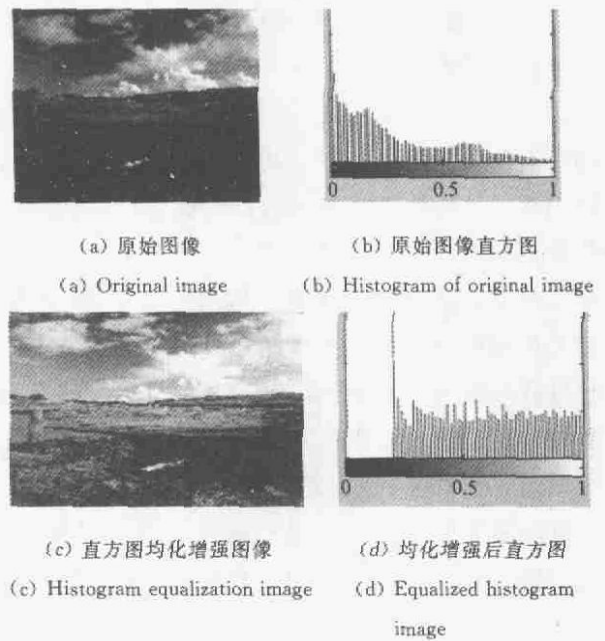 0 0.5 1
(a) 原始图像 (b) 原始图像直方图
(a) Original image (b) Histogram of original image
0 0.5 1
(c) 直方图均化增强图像 (d) 均化增强后直方图
(c) Histogram equalization image (d) Equalized histogram
image